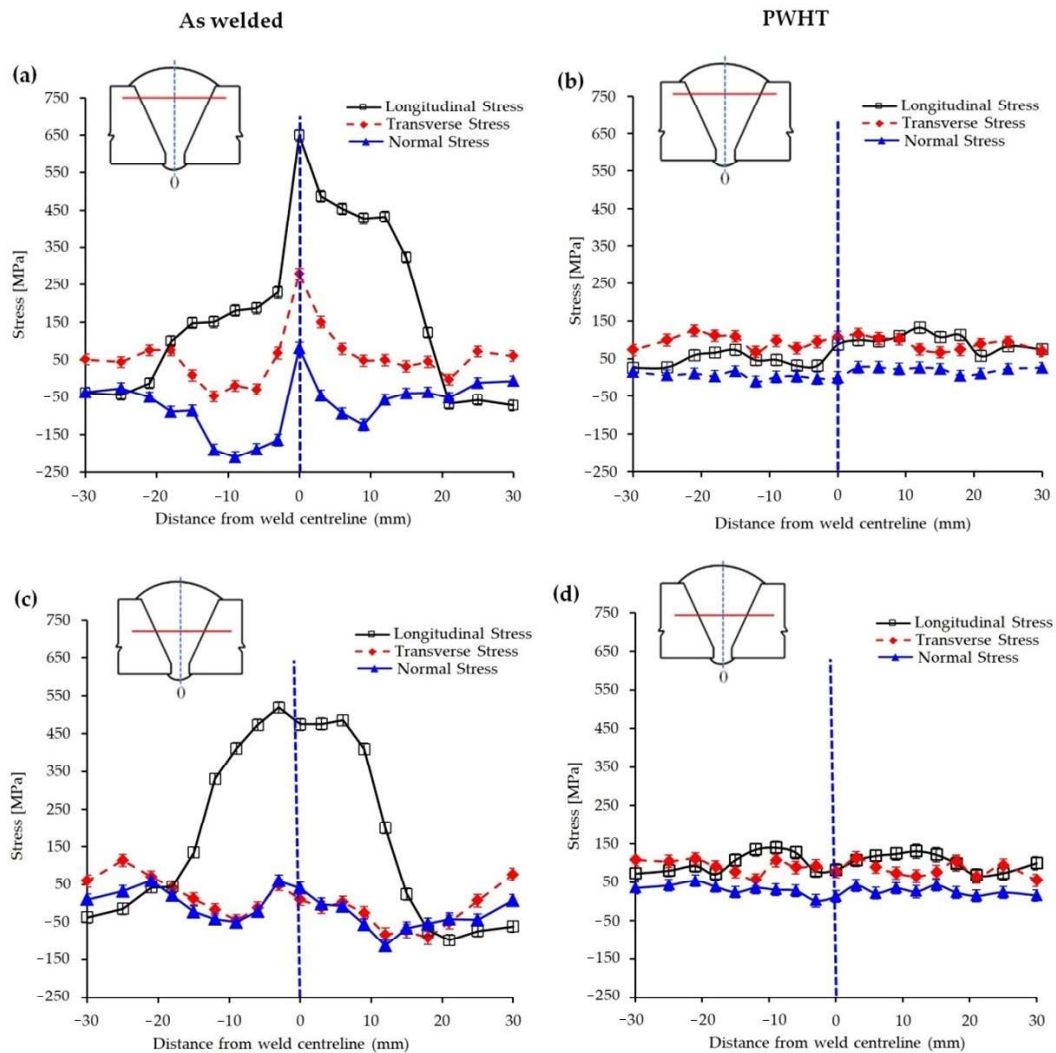 As welded
PWHT
(a)
0
Longitudinal Stress
Transverse Stress
Normal Stress
Stress [MPa]
750
650
550
450
350
250
150
50
−50
−150
−250
−30
−20
−10
0
10
20
30
Distance from weld centreline (mm)
(b)
0
Longitudinal Stress
Transverse Stress
Normal Stress
Stress [MPa]
750
650
550
450
350
250
150
50
−50
−150
−250
−30
−20
−10
0
10
20
30
Distance from weld centreline (mm)
(c)
0
Longitudinal Stress
Transverse Stress
Normal Stress
Stress [MPa]
750
650
550
450
350
250
150
50
−50
−150
−250
−30
−20
−10
0
10
20
30
Distance from weld centreline (mm)
(d)
0
Longitudinal Stress
Transverse Stress
Normal Stress
Stress [MPa]
750
650
550
450
350
250
150
50
−50
−150
−250
−30
−20
−10
0
10
20
30
Distance from weld centreline (mm)